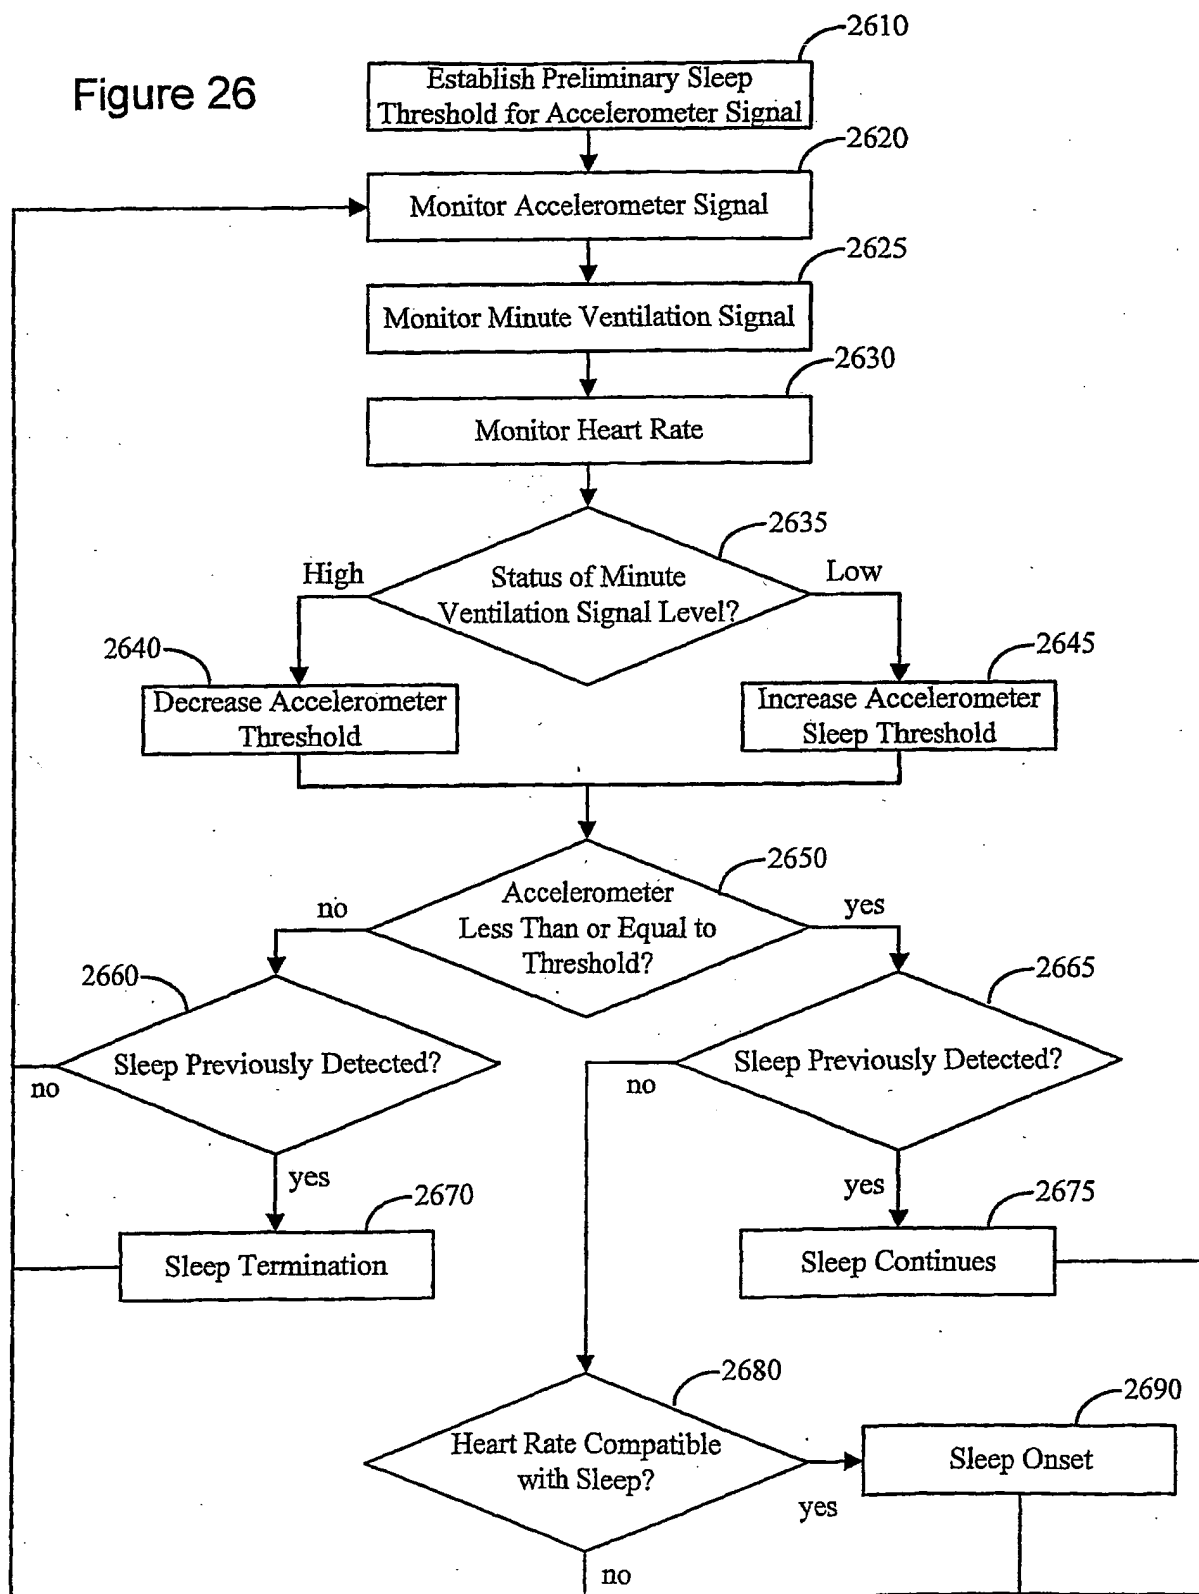 Figure 26
2610
Establish Preliminary Sleep
Threshold for Accelerometer Signal
2620
Monitor Accelerometer Signal
2625
Monitor Minute Ventilation Signal
2630
Monitor Heart Rate
2635
High
Status of Minute
Ventilation Signal Level?
Low
2640
Decrease Accelerometer
Threshold
2645
Increase Accelerometer
Sleep Threshold
2650
no
Accelerometer
Less Than or Equal to
Threshold?
yes
2660
Sleep Previously Detected?
no
2665
Sleep Previously Detected?
no
yes
2670
Sleep Termination
yes
2675
Sleep Continues
2680
Heart Rate Compatible
with Sleep?
yes
2690
Sleep Onset
no